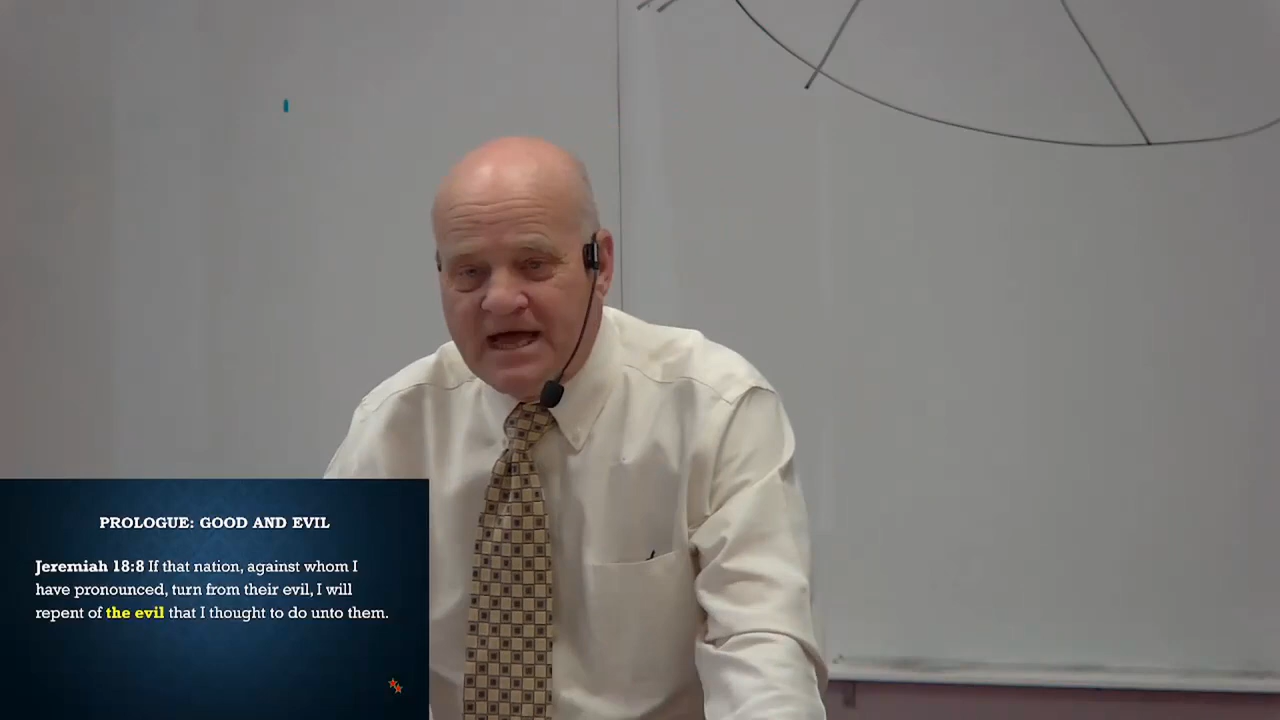 PROLOGUE: GOOD AND EVIL
Jeremiah 18:8 If that nation, against whom I
have pronounced, turn from their evil, I will
repent of the evil that I thought to do unto them.